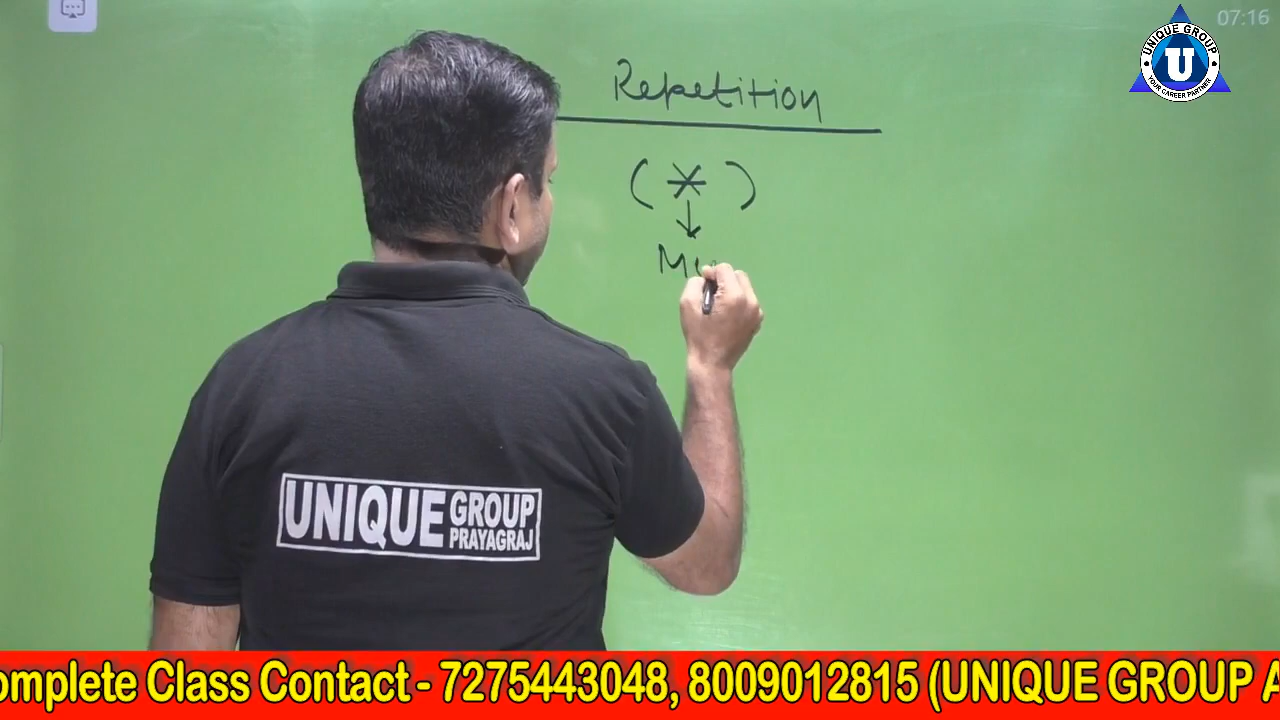 07:16
UNIQUE GROUP
U
YOUR CAREER PARTNER
Repetition
( * )
↓
UNIQUE GROUP
PRAYAGRAJ
omplete Class Contact - 7275443048, 8009012815 (UNIQUE GROUP A